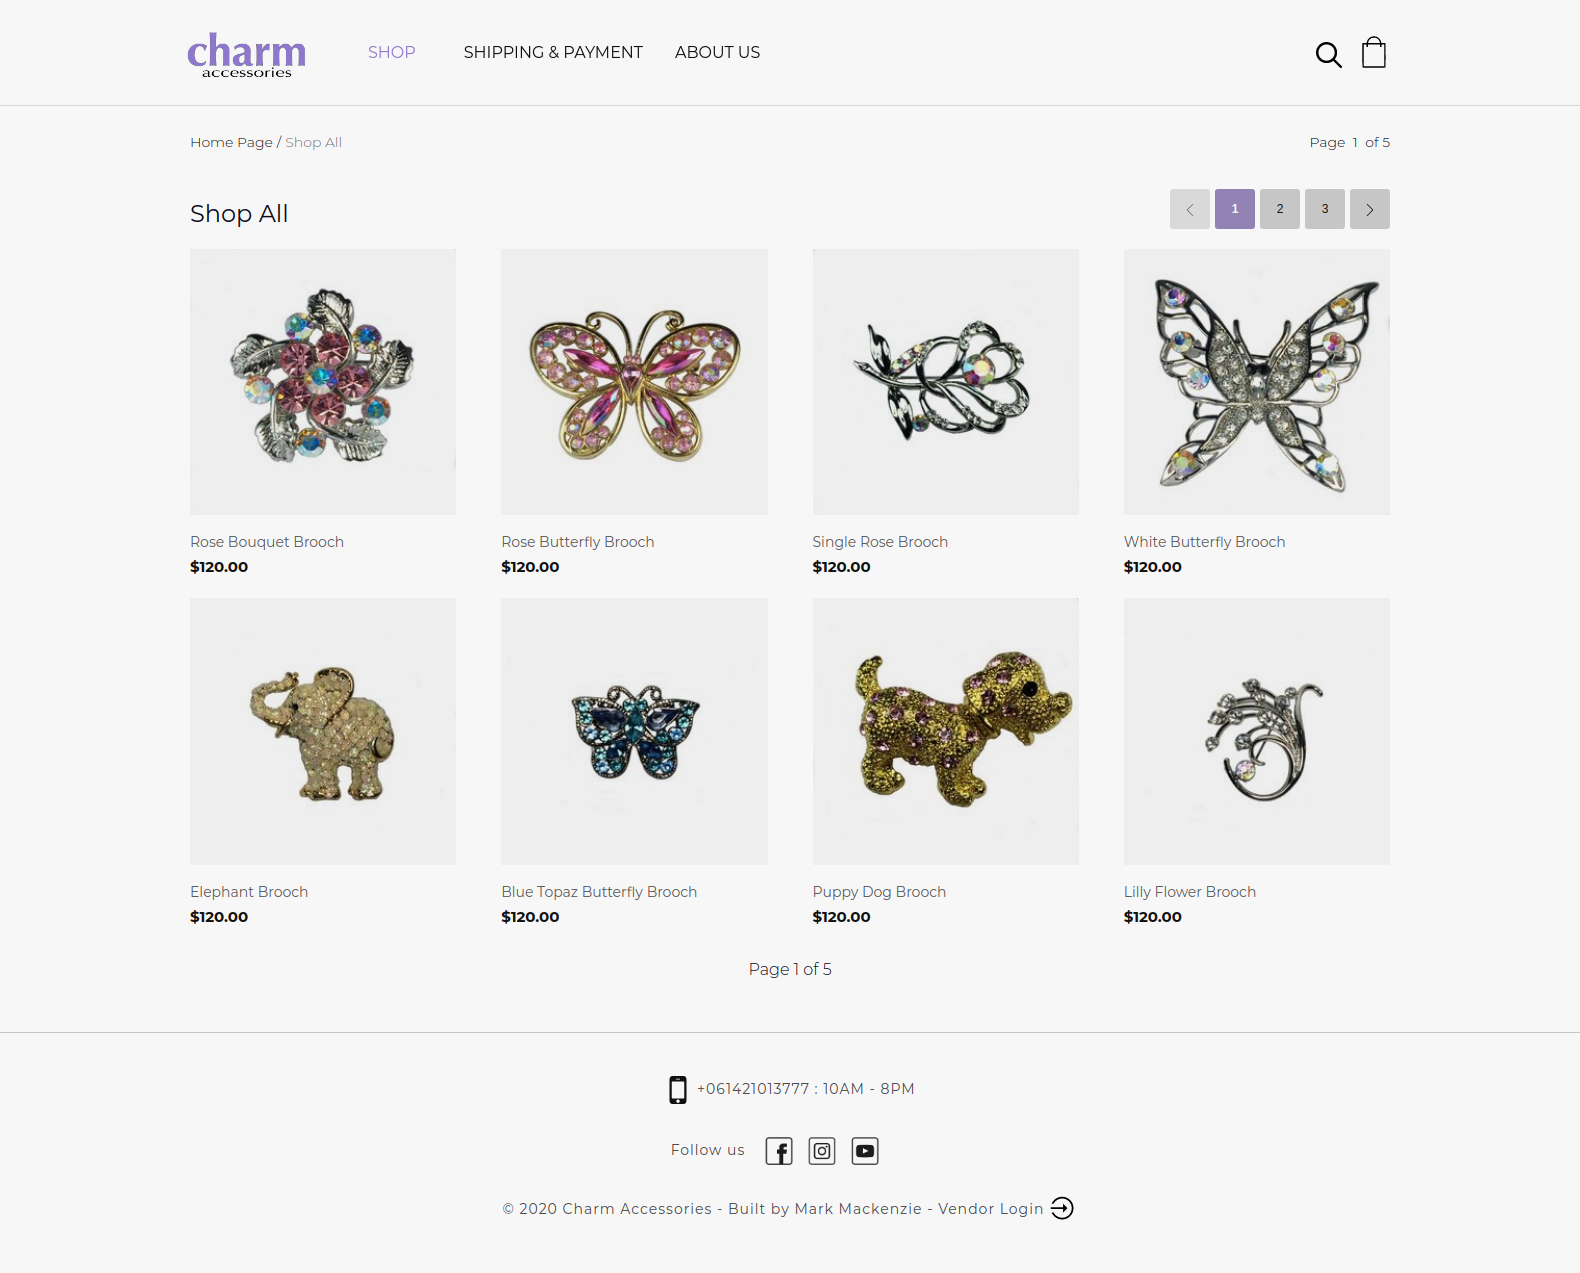 charm
accessories
SHOP
SHIPPING & PAYMENT
ABOUT US
Home Page / Shop All
Page 1 of 5
Shop All
1
2
3
Rose Bouquet Brooch
$120.00
Rose Butterfly Brooch
$120.00
Single Rose Brooch
$120.00
White Butterfly Brooch
$120.00
Elephant Brooch
$120.00
Blue Topaz Butterfly Brooch
$120.00
Puppy Dog Brooch
$120.00
Lilly Flower Brooch
$120.00
Page 1 of 5
+061421013777 : 10AM - 8PM
Follow us
© 2020 Charm Accessories - Built by Mark Mackenzie - Vendor Login